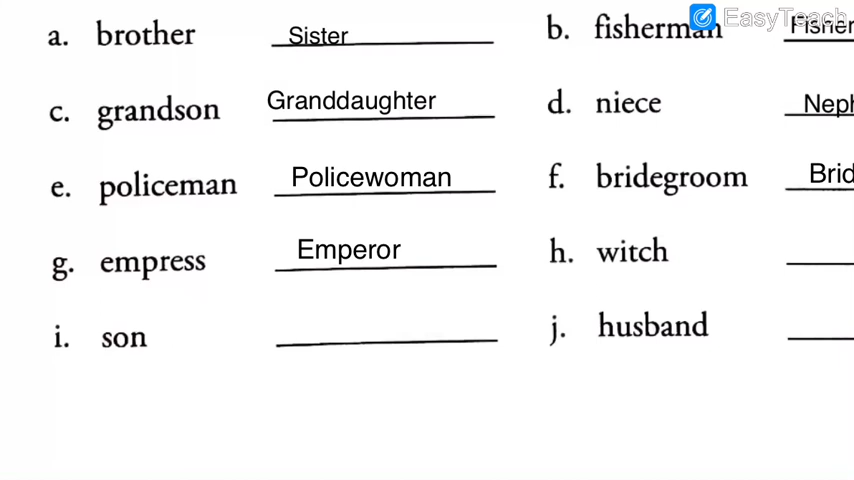 EasyTeach
a. brother Sister b. fisherman
c. grandson Granddaughter d. niece
e. policeman Policewoman f. bridegroom
g. empress Emperor h. witch
i. son j. husband